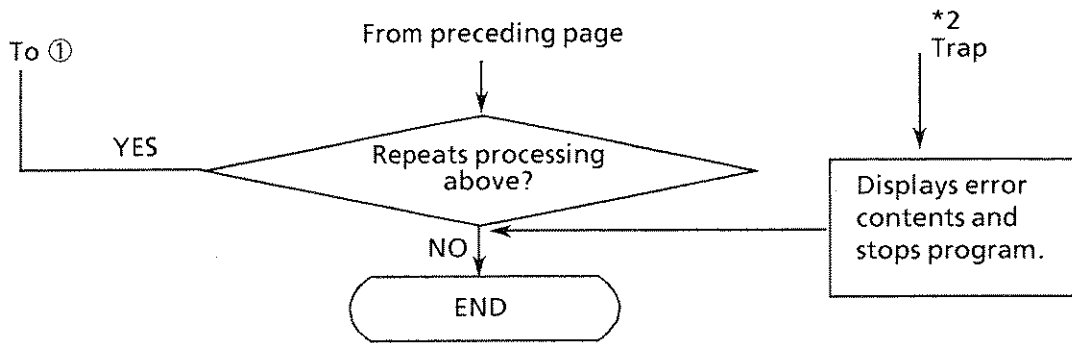 To ①
From preceding page
*2
Trap
YES
Repeats processing
above?
Displays error
contents and
stops program.
NO
END